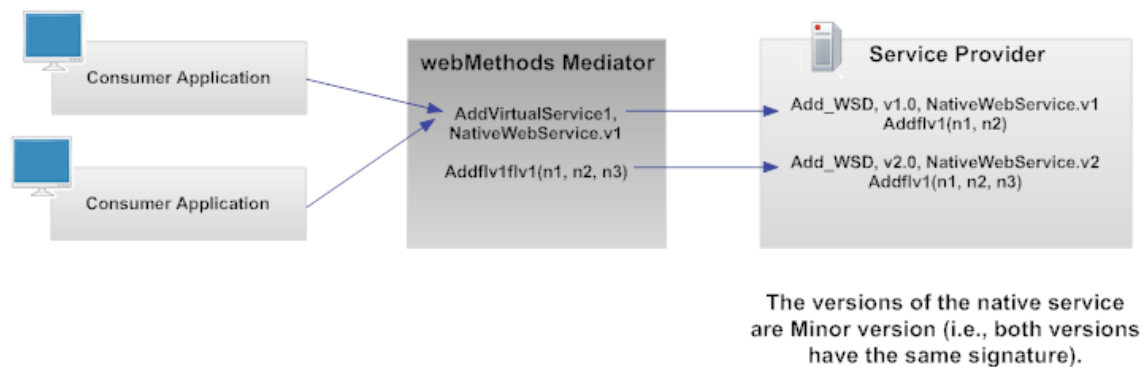 Consumer Application
Consumer Application
webMethods Mediator
AddVirtualService1,
NativeWebService.v1
Addflv1flv1(n1, n2, n3)
Service Provider
Add_WSD, v1.0, NativeWebService.v1
Addflv1(n1, n2)
Add_WSD, v2.0, NativeWebService.v2
Addflv1(n1, n2, n3)
The versions of the native service
are Minor version (i.e., both versions
have the same signature).